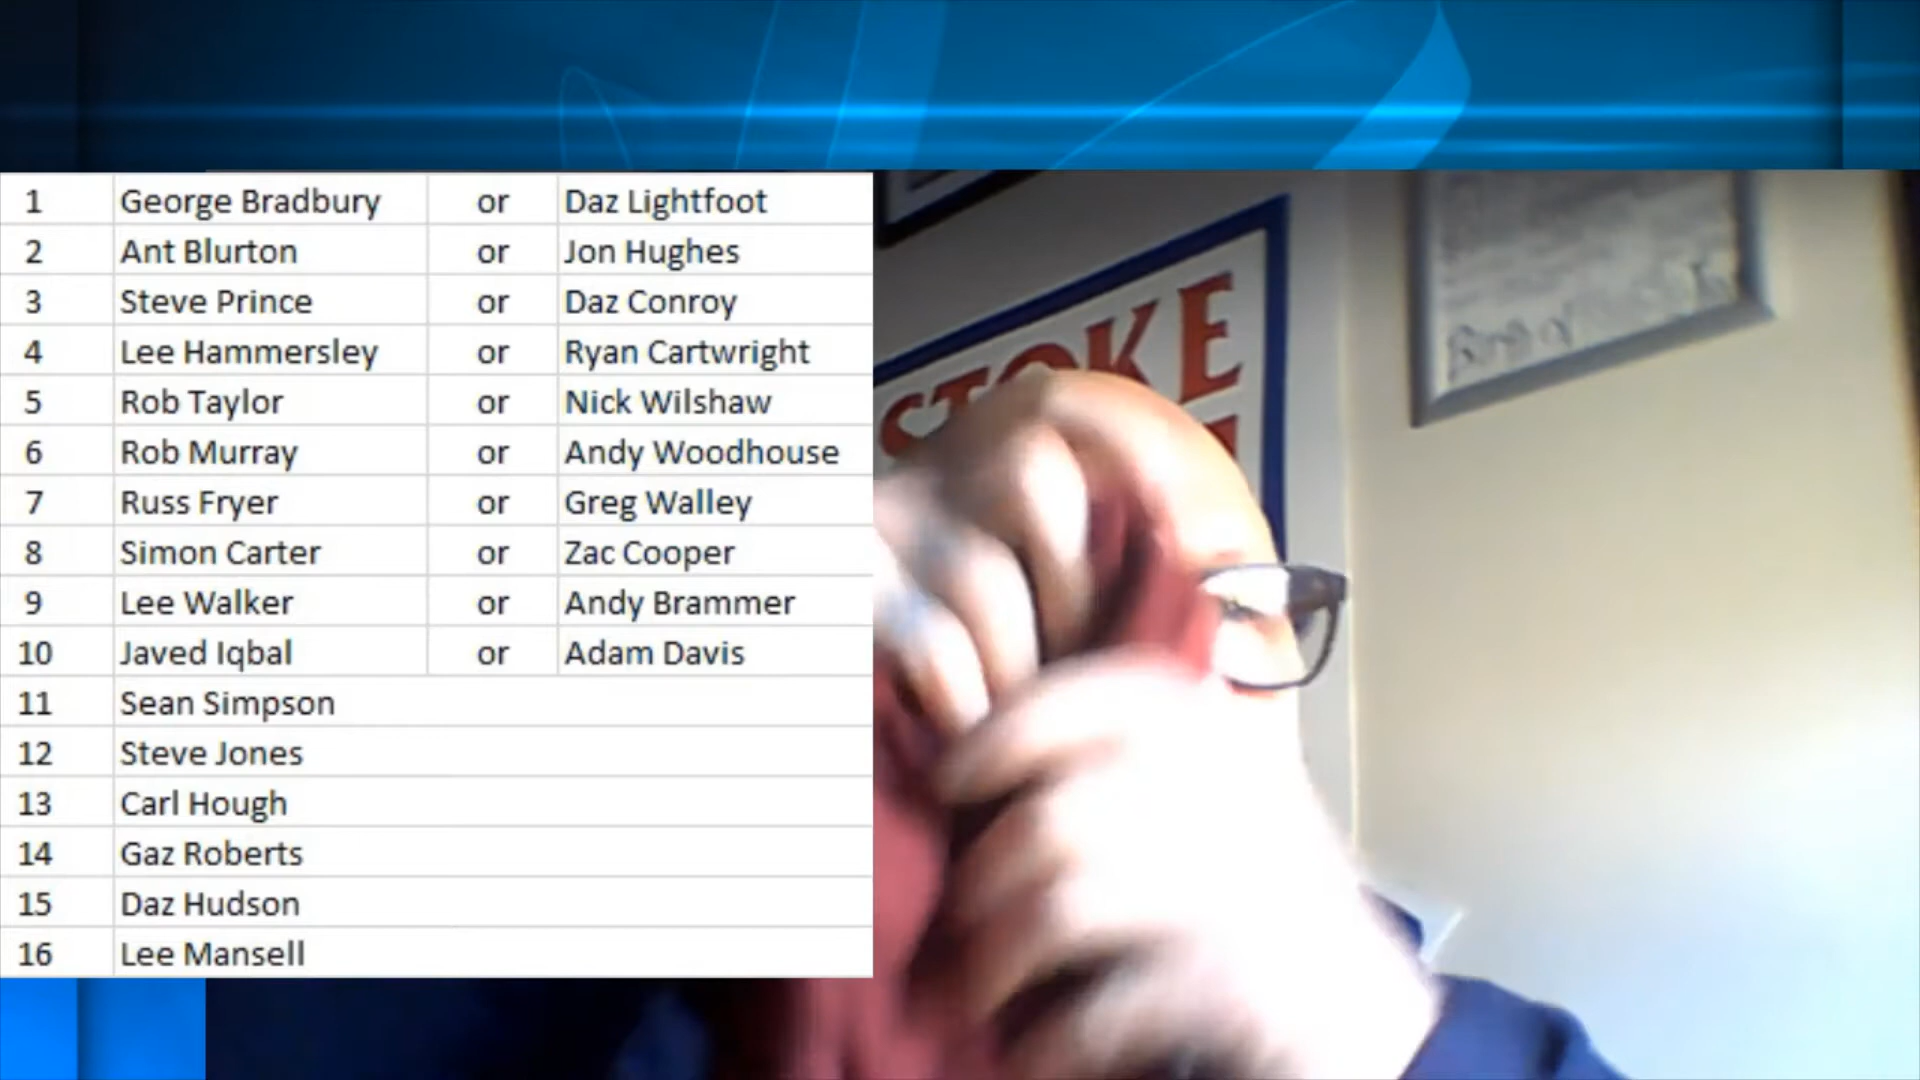 1 George Bradbury or Daz Lightfoot
2 Ant Blurton or Jon Hughes
3 Steve Prince or Daz Conroy
4 Lee Hammersley or Ryan Cartwright
5 Rob Taylor or Nick Wilshaw
6 Rob Murray or Andy Woodhouse
7 Russ Fryer or Greg Walley
8 Simon Carter or Zac Cooper
9 Lee Walker or Andy Brammer
10 Javed Iqbal or Adam Davis
11 Sean Simpson
12 Steve Jones
13 Carl Hough
14 Gaz Roberts
15 Daz Hudson
16 Lee Mansell
STOKE